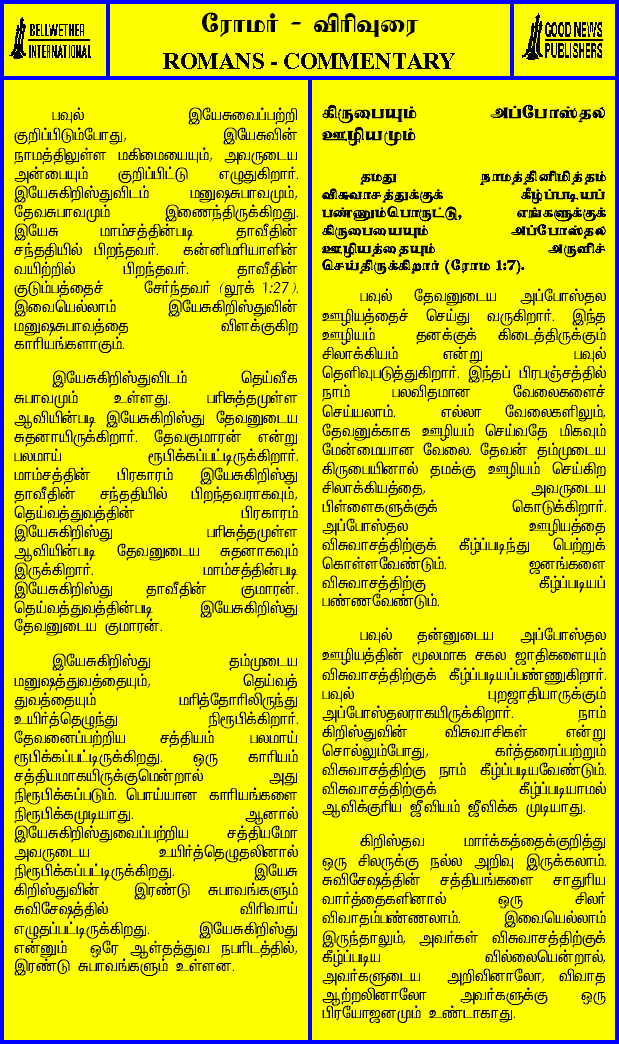 BELLWETHER
INTERNATIONAL
ரோமர் - விரிவுரை
ROMANS - COMMENTARY
GOOD NEWS
PUBLISHERS
பவுல் இயேசுவைப்பற்றி
குறிப்பிடும்போது, இயேசுவின்
நாமத்திலுள்ள மகிமையையும், அவருடைய
அன்பையும் குறிப்பிட்டு எழுதுகிறார்.
இயேசுகிறிஸ்துவிடம் மனுஷசுபாவமும்,
தேவசுபாவமும் இணைந்திருக்கிறது.
இயேசு மாம்சத்தின்படி தாவீதின்
சந்ததியில் பிறந்தவர். கன்னிமரியாளின்
வயிற்றில் பிறந்தவர். தாவீதின்
குடும்பத்தைச் சேர்ந்தவர் (லூக் 1:27).
இவையெல்லாம் இயேசுகிறிஸ்துவின்
மனுஷசுபாவத்தை விளக்குகிற
காரியங்களாகும்.
இயேசுகிறிஸ்துவிடம் தெய்வீக
சுபாவமும் உள்ளது. பரிசுத்தமுள்ள
ஆவியின்படி இயேசுகிறிஸ்து தேவனுடைய
சுதனாயிருக்கிறார். தேவகுமாரன் என்று
பலமாய் ரூபிக்கப்பட்டிருக்கிறார்.
மாம்சத்தின் பிரகாரம் இயேசுகிறிஸ்து
தாவீதின் சந்ததியில் பிறந்தவராகவும்,
தெய்வத்துவத்தின் பிரகாரம்
இயேசுகிறிஸ்து பரிசுத்தமுள்ள
ஆவியின்படி தேவனுடைய சுதனாகவும்
இருக்கிறார். மாம்சத்தின்படி
இயேசுகிறிஸ்து தாவீதின் குமாரன்.
தெய்வத்துவத்தின்படி இயேசுகிறிஸ்து
தேவனுடைய குமாரன்.
இயேசுகிறிஸ்து தம்முடைய
மனுஷத்துவத்தையும், தெய்வத்
துவத்தையும் மரித்தோரிலிருந்து
உயிர்த்தெழுந்து நிரூபிக்கிறார்.
தேவனைப்பற்றிய சத்தியம் பலமாய்
ரூபிக்கப்பட்டிருக்கிறது. ஒரு காரியம்
சத்தியமாகயிருக்குமென்றால் அது
நிரூபிக்கப்படும். பொய்யான காரியங்களை
நிரூபிக்கமுடியாது. ஆனால்
இயேசுகிறிஸ்துவைப்பற்றிய சத்தியமோ
அவருடைய உயிர்த்தெழுதலினால்
நிரூபிக்கப்பட்டிருக்கிறது. இயேசு
கிறிஸ்துவின் இரண்டு சுபாவங்களும்
சுவிசேஷத்தில் விரிவாய்
எழுதப்பட்டிருக்கிறது. இயேசுகிறிஸ்து
என்னும் ஒரே ஆள்தத்துவ நபரிடத்தில்,
இரண்டு சுபாவங்களும் உள்ளன.
கிருபையும் அப்போஸ்தல
ஊழியமும்
தமது நாமத்தினிமித்தம்
விசுவாசத்துக்குக் கீழ்ப்படியப்
பண்ணும்பொருட்டு, எங்களுக்குக்
கிருபையையும் அப்போஸ்தல
ஊழியத்தையும் அருளிச்
செய்திருக்கிறார் (ரோம 1:7).
பவுல் தேவனுடைய அப்போஸ்தல
ஊழியத்தைச் செய்து வருகிறார். இந்த
ஊழியம் தனக்குக் கிடைத்திருக்கும்
சிலாக்கியம் என்று பவுல்
தெளிவுபடுத்துகிறார். இந்தப் பிரபஞ்சத்தில்
நாம் பலவிதமான வேலைகளைச்
செய்யலாம். எல்லா வேலைகளிலும்,
தேவனுக்காக ஊழியம் செய்வதே மிகவும்
மேன்மையான வேலை. தேவன் தம்முடைய
கிருபையினால் தமக்கு ஊழியம் செய்கிற
சிலாக்கியத்தை, அவருடைய
பிள்ளைகளுக்குக் கொடுக்கிறார்.
அப்போஸ்தல ஊழியத்தை
விசுவாசத்திற்குக் கீழ்ப்படிந்து பெற்றுக்
கொள்ளவேண்டும். ஜனங்களை
விசுவாசத்திற்கு கீழ்ப்படியப்
பண்ணவேண்டும்.
பவுல் தன்னுடைய அப்போஸ்தல
ஊழியத்தின் மூலமாக சகல ஜாதிகளையும்
விசுவாசத்திற்குக் கீழ்ப்படியப்பண்ணுகிறார்.
பவுல் புறஜாதியாருக்கும்
அப்போஸ்தலராகயிருக்கிறார். நாம்
கிறிஸ்துவின் விசுவாசிகள் என்று
சொல்லும்போது, கர்த்தரைப்பற்றும்
விசுவாசத்திற்கு நாம் கீழ்ப்படியவேண்டும்.
விசுவாசத்திற்குக் கீழ்ப்படியாமல்
ஆவிக்குரிய ஜீவியம் ஜீவிக்க முடியாது.
கிறிஸ்தவ மார்க்கத்தைக்குறித்து
ஒரு சிலருக்கு நல்ல அறிவு இருக்கலாம்.
சுவிசேஷத்தின் சத்தியங்களை சாதுரிய
வார்த்தைகளினால் ஒரு சிலர்
விவாதம்பண்ணலாம். இவையெல்லாம்
இருந்தாலும், அவர்கள் விசுவாசத்திற்குக்
கீழ்ப்படிய வில்லையென்றால்,
அவர்களுடைய அறிவினாலோ, விவாத
ஆற்றலினாலோ அவர்களுக்கு ஒரு
பிரயோஜனமும் உண்டாகாது.